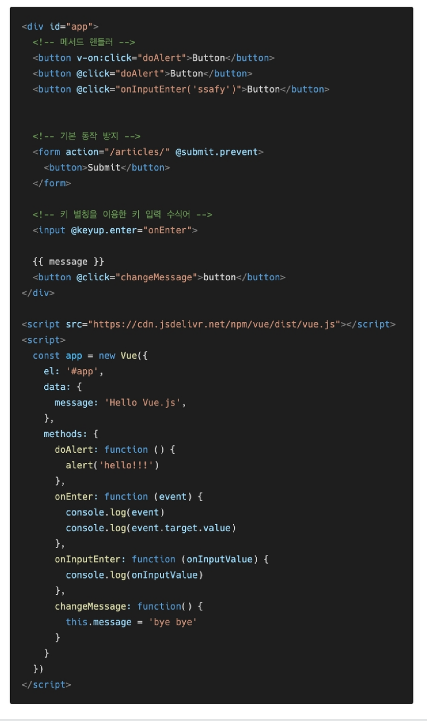 <div id="app">
  <!-- 메서드 핸들러 -->
  <button v-on:click="doAlert">Button</button>
  <button @click="doAlert">Button</button>
  <button @click="onInputEnter('ssafy')">Button</button>
  <!-- 기본 동작 방지 -->
  <form action="/articles/" @submit.prevent>
    <button>Submit</button>
  </form>
  <!-- 키 별칭을 이용한 키 입력 수식어 -->
  <input @keyup.enter="onEnter">
  {{ message }}
  <button @click="changeMessage">button</button>
</div>
<script src="https://cdn.jsdelivr.net/npm/vue/dist/vue.js"></script>
<script>
  const app = new Vue({
    el: '#app',
    data: {
      message: 'Hello Vue.js',
    },
    methods: {
      doAlert: function () {
        alert('hello!!!')
      },
      onEnter: function (event) {
        console.log(event)
        console.log(event.target.value)
      },
      onInputEnter: function (onInputValue) {
        console.log(onInputValue)
      },
      changeMessage: function() {
        this.message = 'bye bye'
      }
    }
  })
</script>